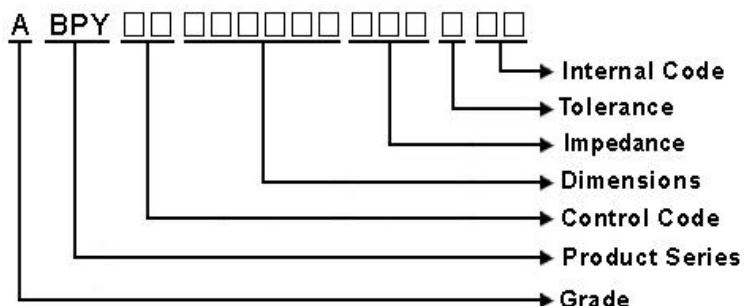 A BPY □□ □□□□□□ □□□ □ □□
Internal Code
Tolerance
Impedance
Dimensions
Control Code
Product Series
Grade